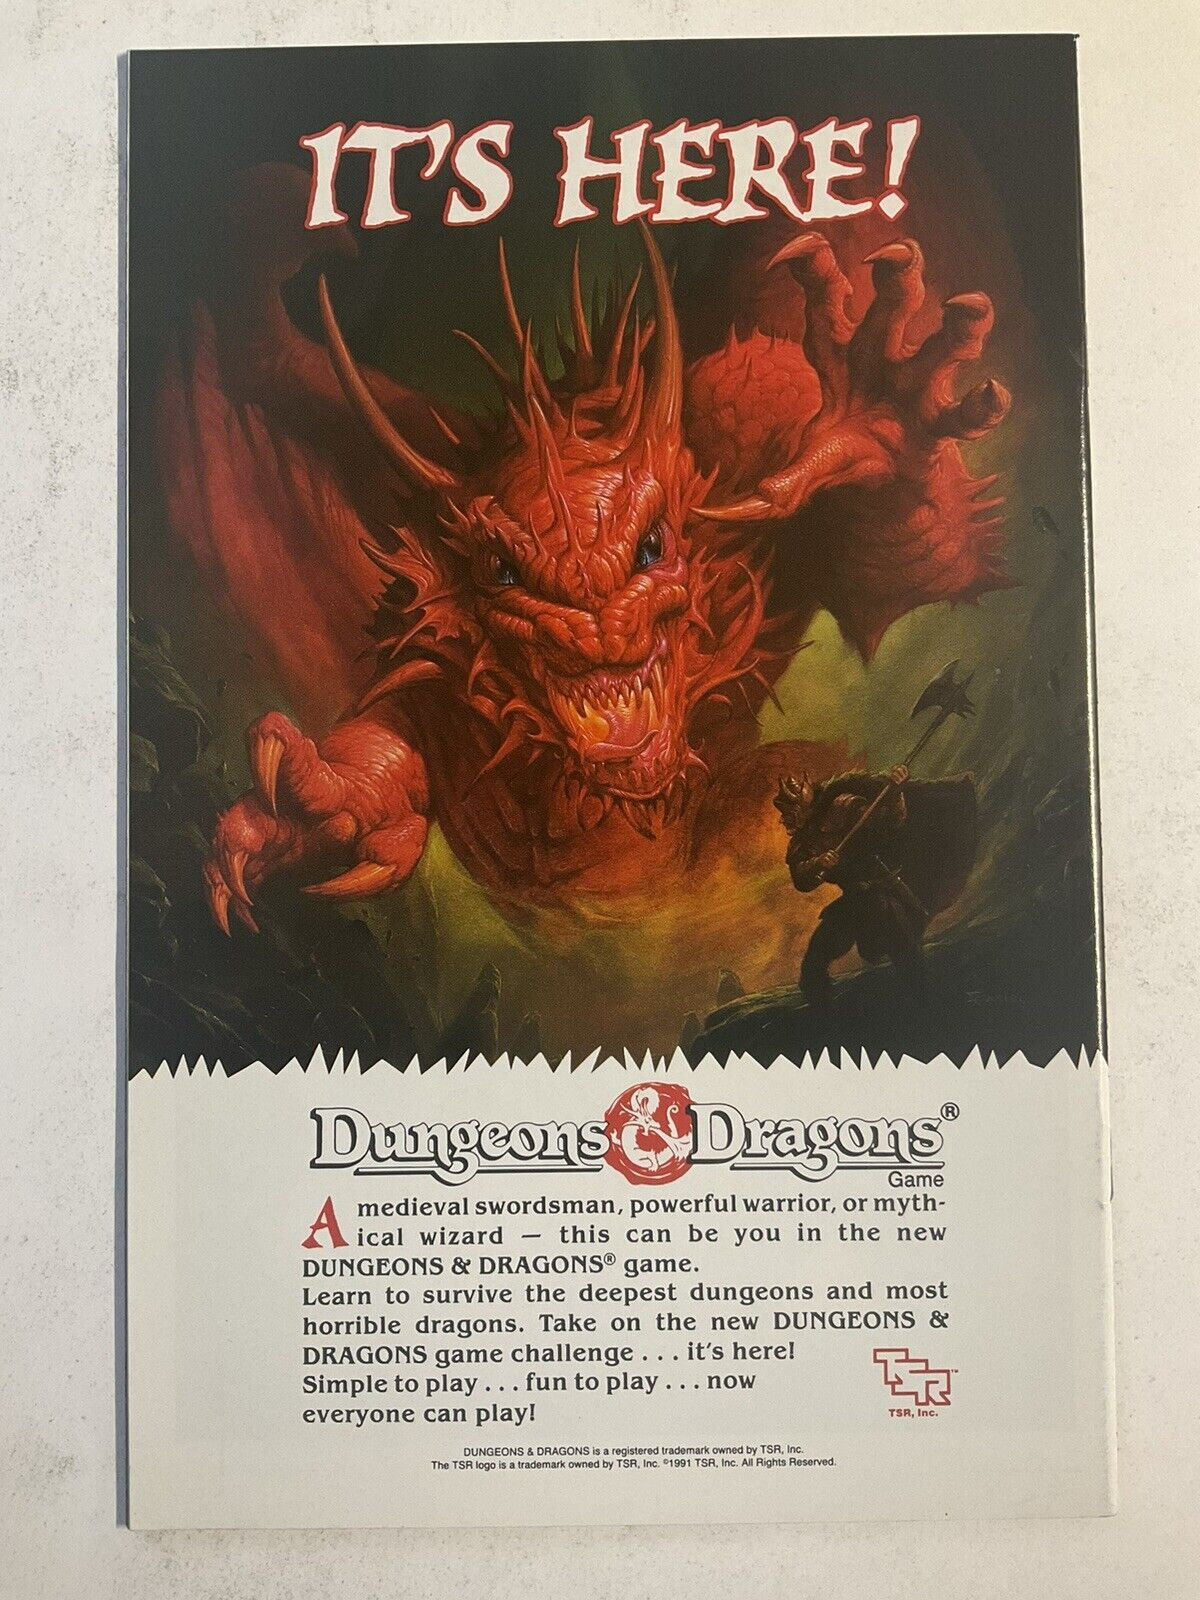 IT'S HERE!
Dungeons & Dragons®
Game
A medieval swordsman, powerful warrior, or myth-
ical wizard — this can be you in the new
DUNGEONS & DRAGONS® game.
Learn to survive the deepest dungeons and most
horrible dragons. Take on the new DUNGEONS &
DRAGONS game challenge . . . it's here!
Simple to play . . . fun to play . . . now
everyone can play!
TSR™
TSR, Inc.
DUNGEONS & DRAGONS is a registered trademark owned by TSR, Inc.
The TSR logo is a trademark owned by TSR, Inc. ©1991 TSR, Inc. All Rights Reserved.